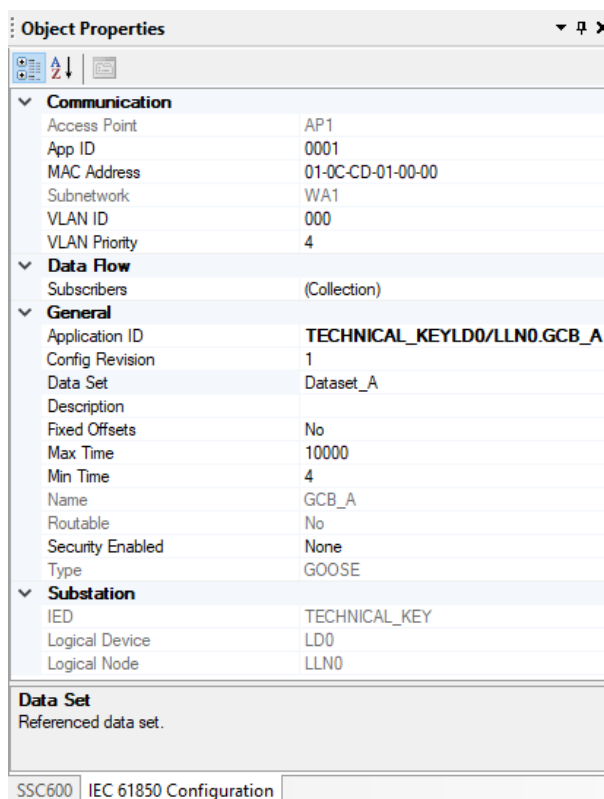 Object Properties
Communication
Access Point AP1
App ID 0001
MAC Address 01-0C-CD-01-00-00
Subnetwork WA1
VLAN ID 000
VLAN Priority 4
Data Flow
Subscribers (Collection)
General
Application ID TECHNICAL_KEYLD0/LLN0.GCB_A
Config Revision 1
Data Set Dataset_A
Description
Fixed Offsets No
Max Time 10000
Min Time 4
Name GCB_A
Routable No
Security Enabled None
Type GOOSE
Substation
IED TECHNICAL_KEY
Logical Device LD0
Logical Node LLN0
Data Set
Referenced data set.
SSC600 IEC 61850 Configuration